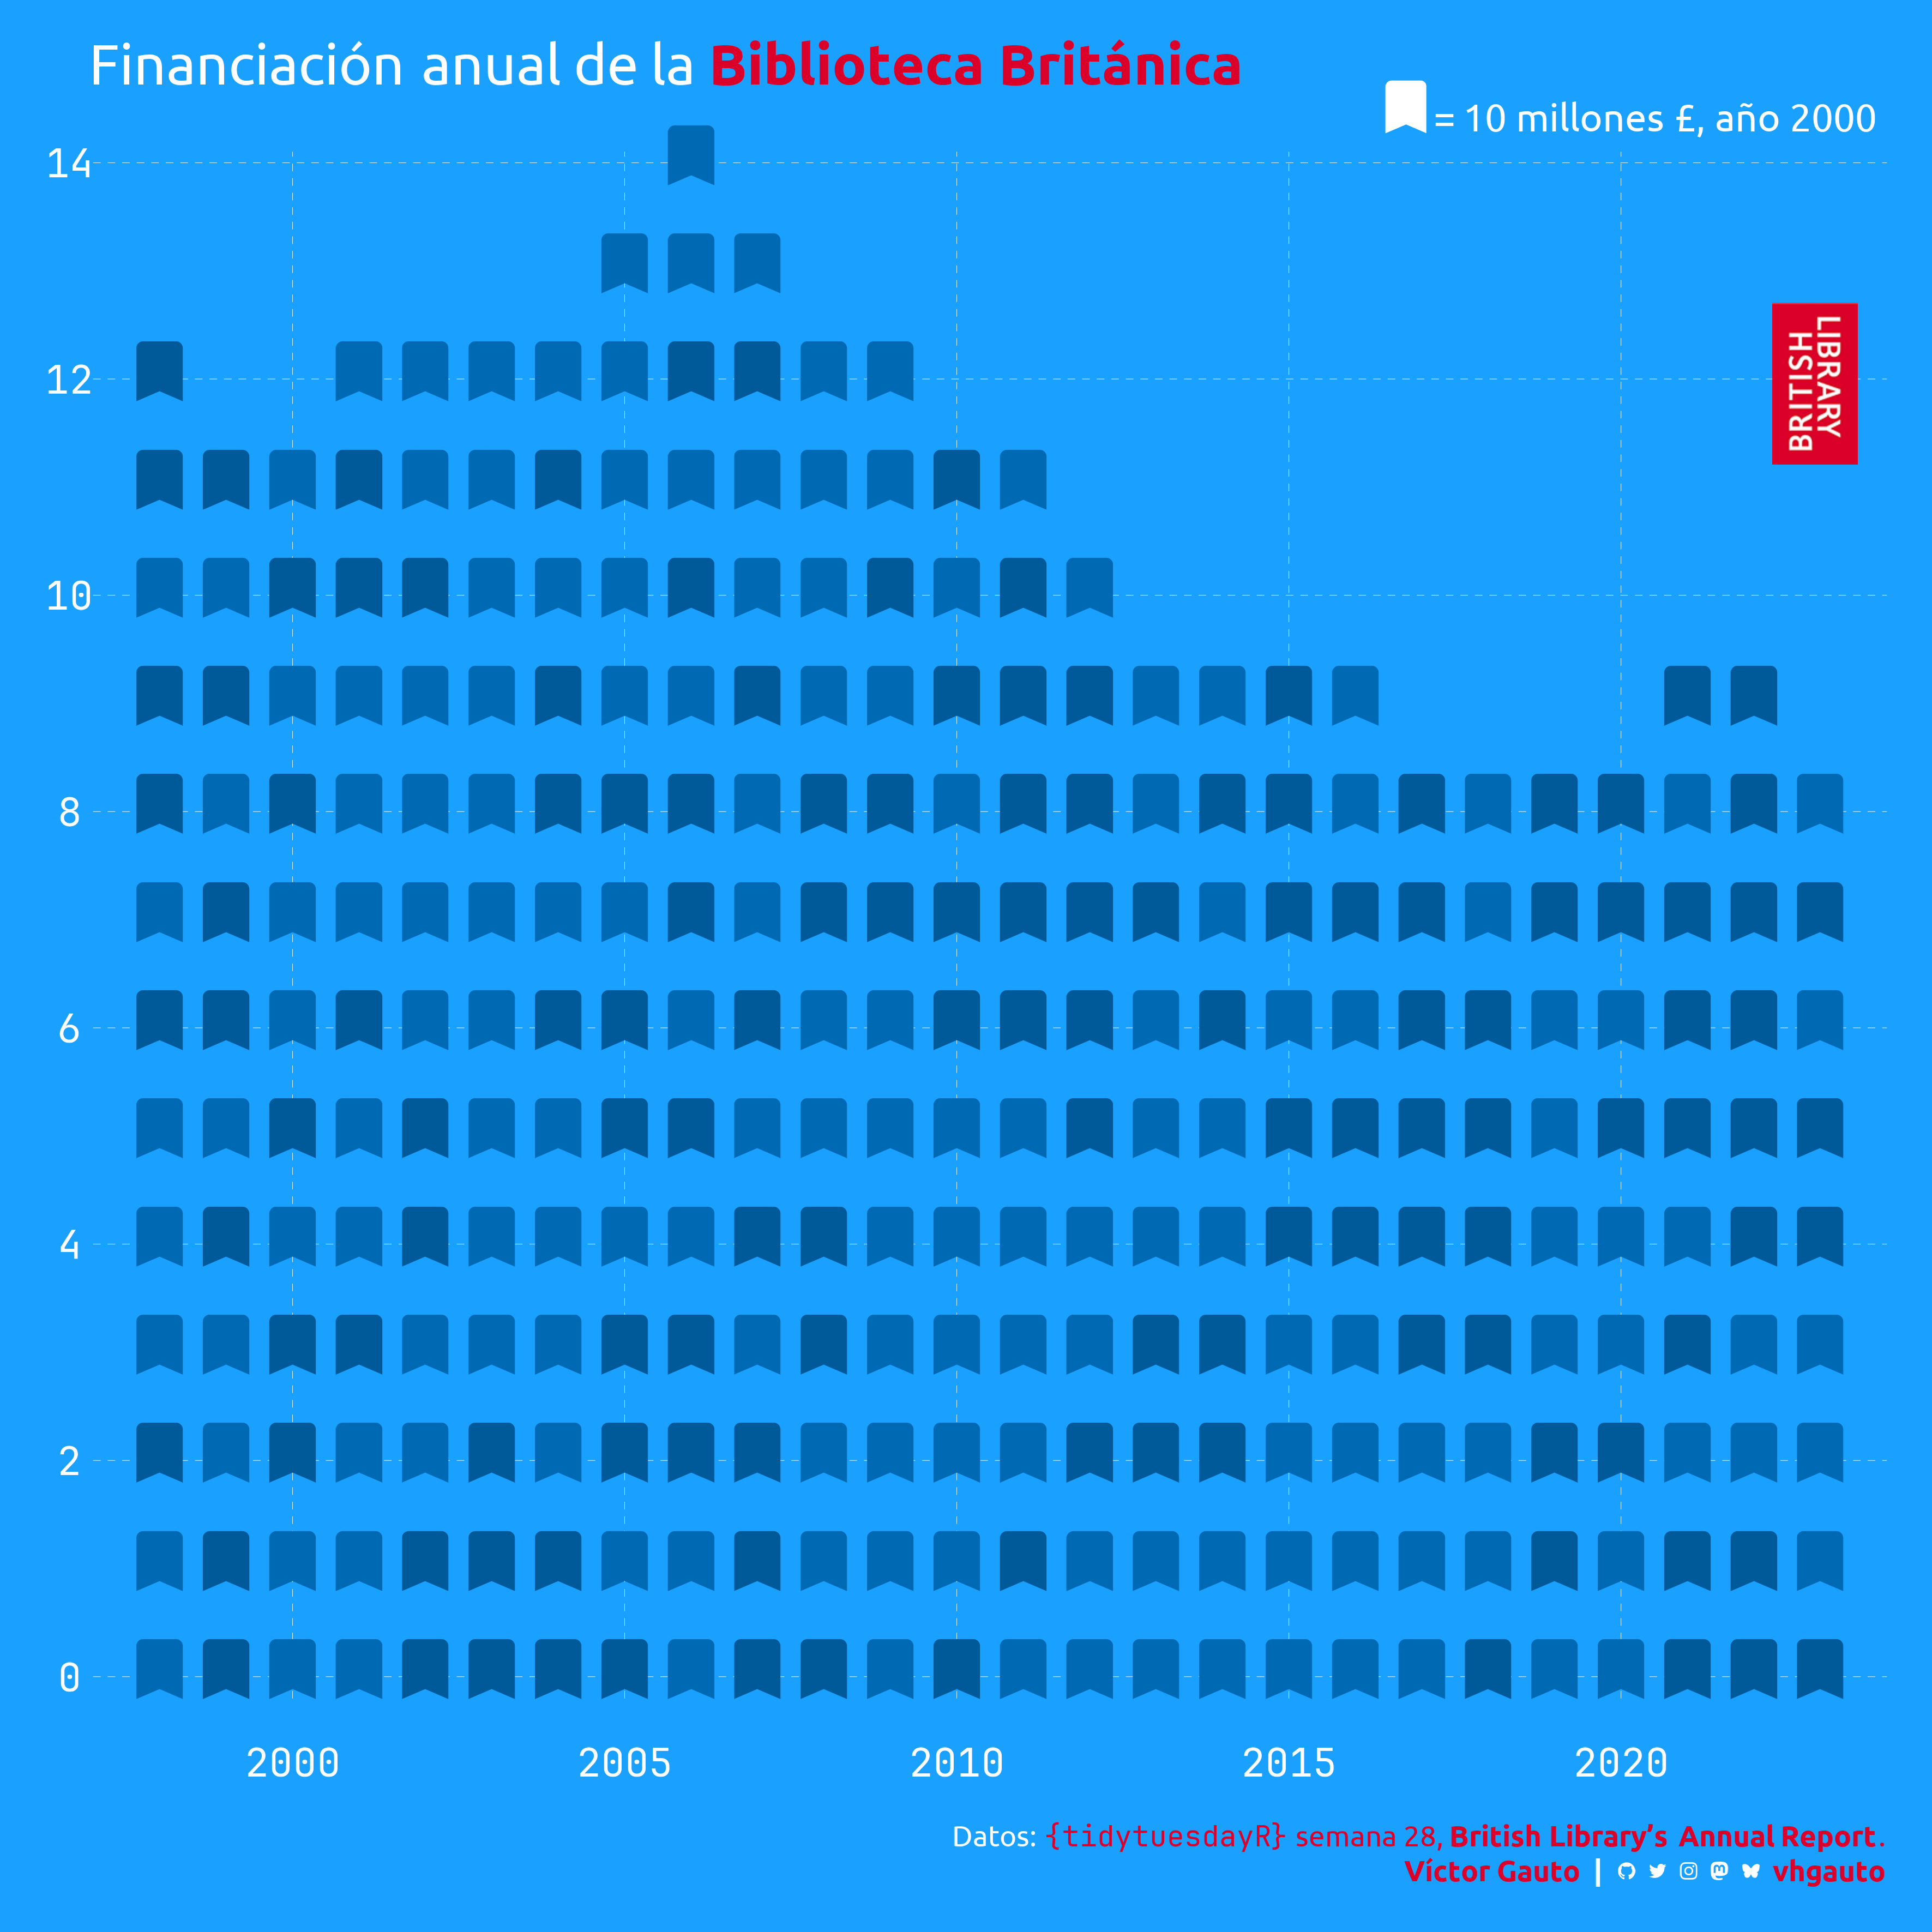 Financiación anual de la Biblioteca Británica
= 10 millones £, año 2000
14
12
LIBRARY
BRITISH
10
8
6
4
2
0
2000 2005 2010 2015 2020
Datos: {tidytuesdayR} semana 28, British Library’s Annual Report.
Víctor Gauto | vhgauto